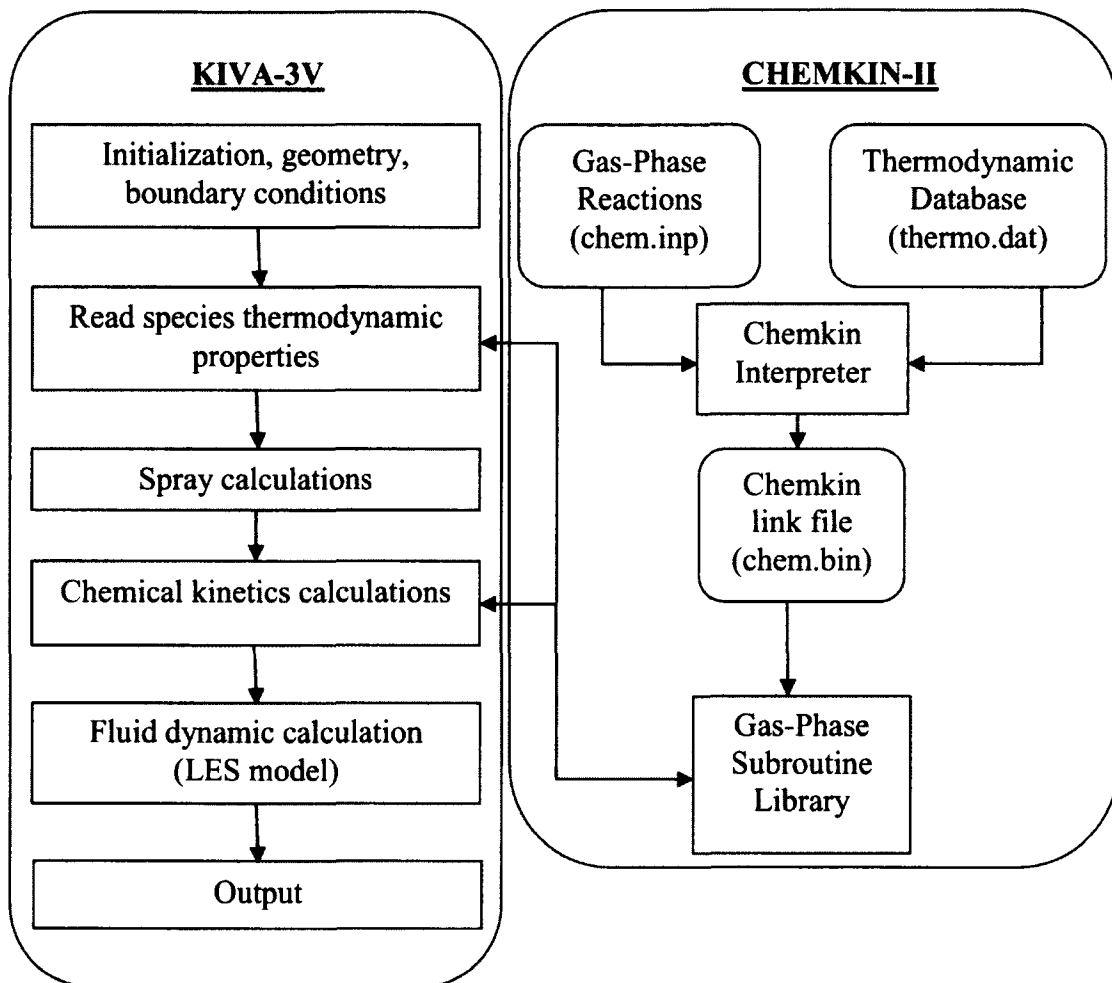 KIVA-3V
Initialization, geometry,
boundary conditions
Read species thermodynamic
properties
Spray calculations
Chemical kinetics calculations
Fluid dynamic calculation
(LES model)
Output
CHEMKIN-II
Gas-Phase
Reactions
(chem.inp)
Thermodynamic
Database
(thermo.dat)
Chemkin
Interpreter
Chemkin
link file
(chem.bin)
Gas-Phase
Subroutine
Library